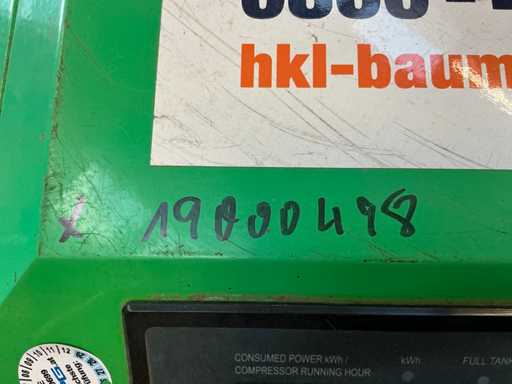 hkl-baum
x 19000498
CONSUMED POWER kWh /
COMPRESSOR RUNNING HOUR
kWh
FULL TANK